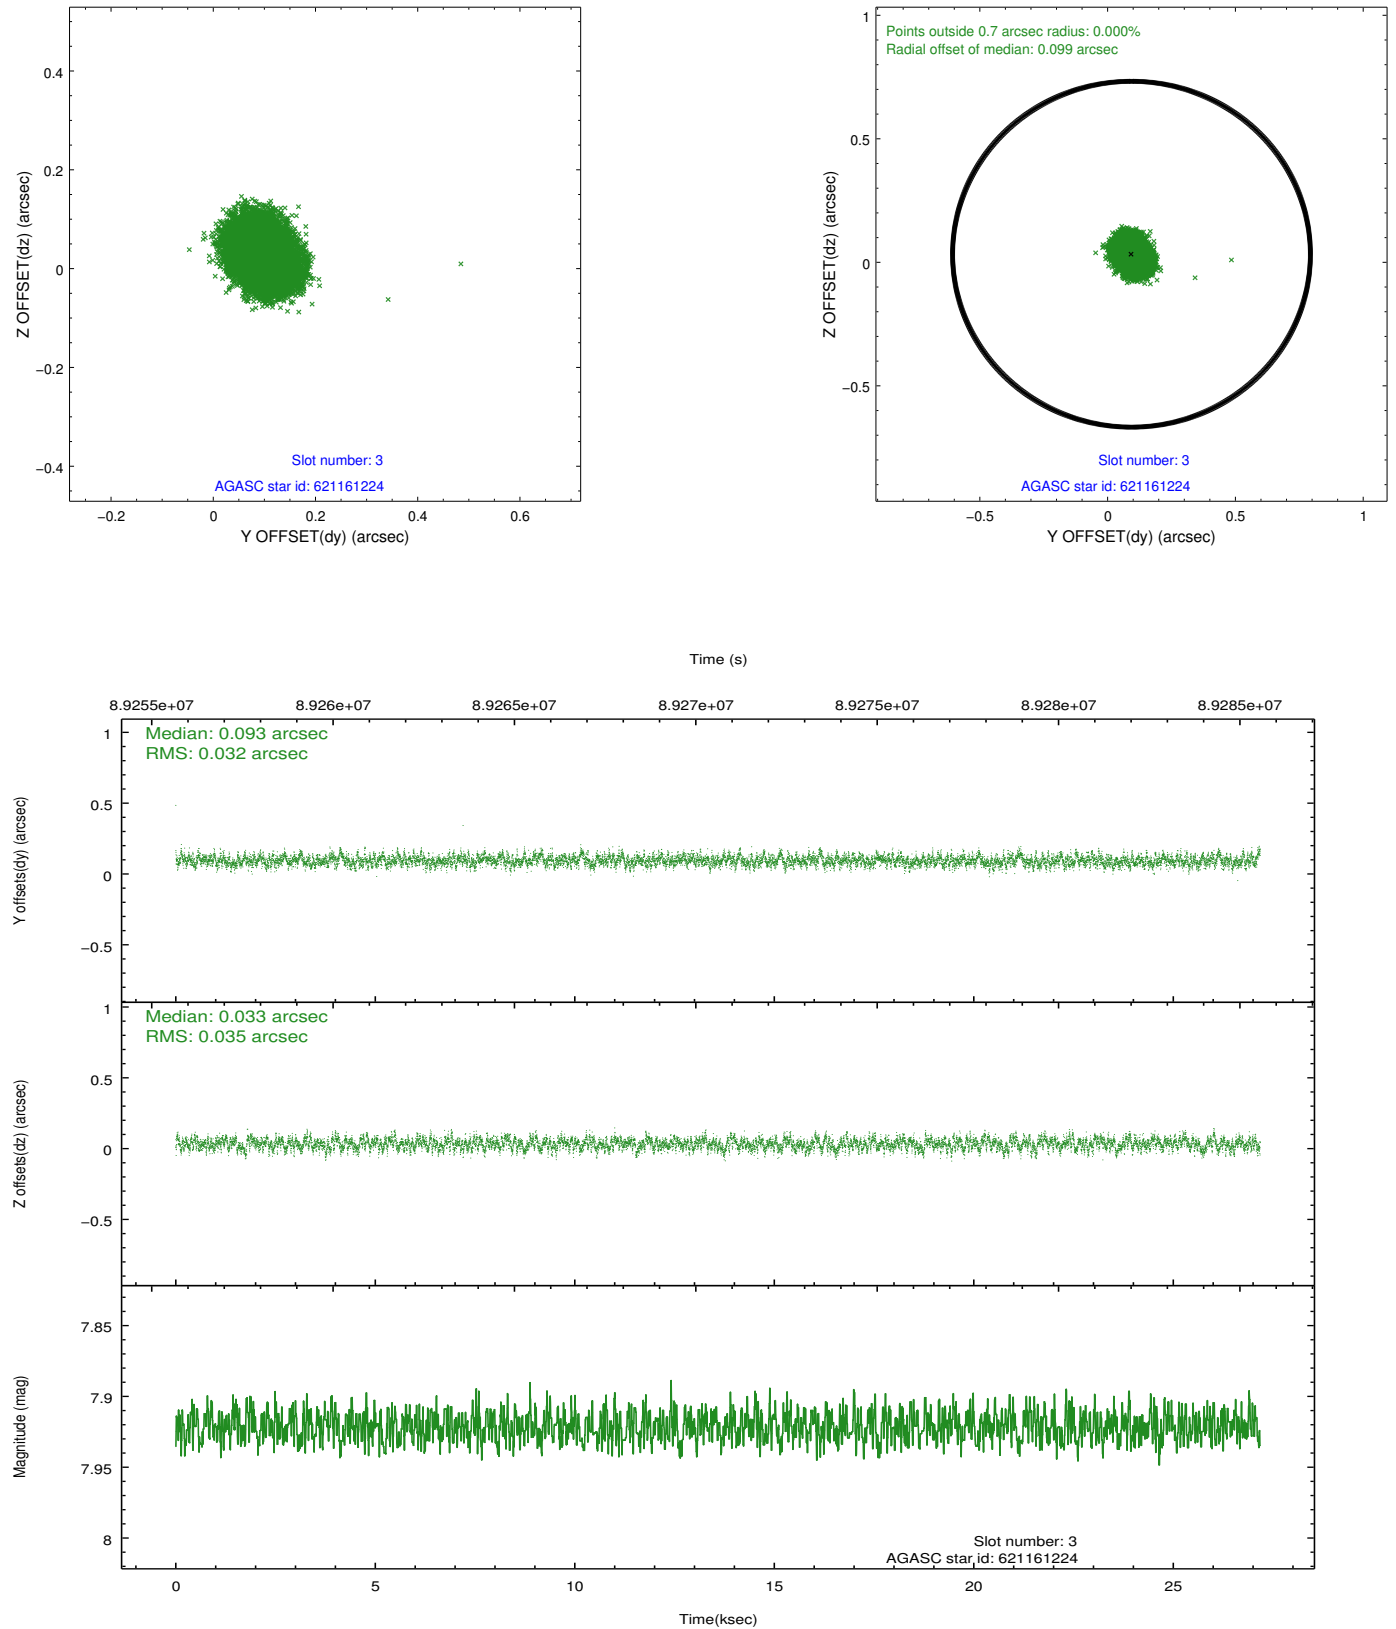 0.4
0.2
0
−0.2
−0.4
Z OFFSET(dz) (arcsec)
Slot number: 3
AGASC star id: 621161224
−0.2 0 0.2 0.4 0.6
Y OFFSET(dy) (arcsec)
Points outside 0.7 arcsec radius: 0.000%
Radial offset of median: 0.099 arcsec
1
0.5
0
−0.5
Z OFFSET(dz) (arcsec)
Slot number: 3
AGASC star id: 621161224
−0.5 0 0.5 1
Y OFFSET(dy) (arcsec)
Time (s)
8.9255e+07 8.926e+07 8.9265e+07 8.927e+07 8.9275e+07 8.928e+07 8.9285e+07
Median: 0.093 arcsec
RMS: 0.032 arcsec
1
0.5
0
−0.5
Y offsets(dy) (arcsec)
Median: 0.033 arcsec
RMS: 0.035 arcsec
1
0.5
0
−0.5
Z offsets(dz) (arcsec)
7.85
7.9
7.95
8
Magnitude (mag)
Slot number: 3
AGASC star id: 621161224
0 5 10 15 20 25
Time(ksec)